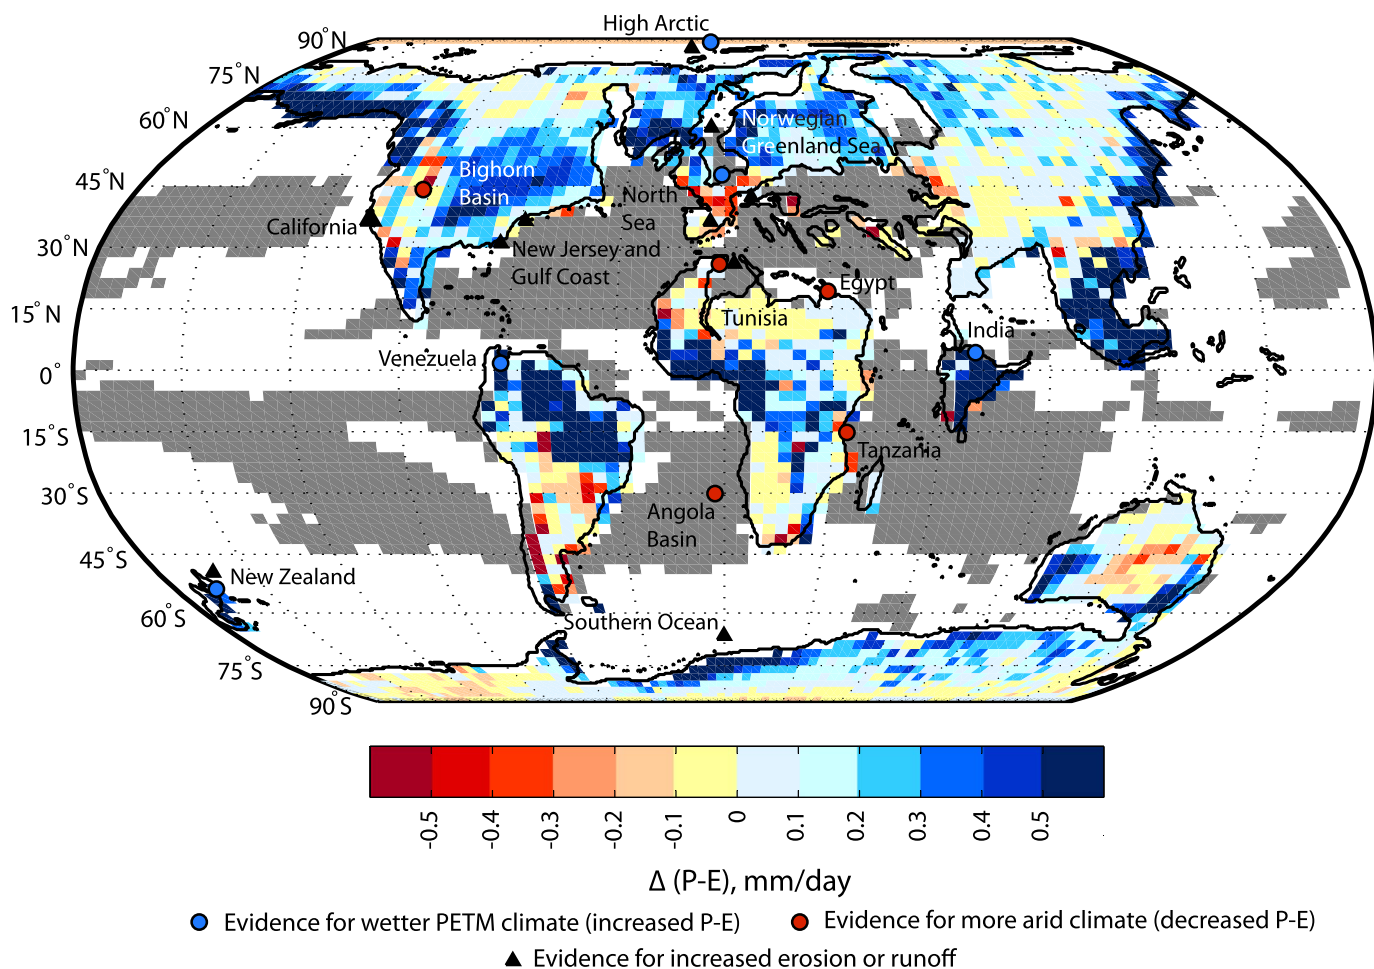 High Arctic
90°N
75°N
60°N
45°N
30°N
15°N
0°
15°S
30°S
45°S
60°S
75°S
90°S
Norwegian
Greenland Sea
Bighorn
Basin
North
Sea
California
New Jersey and
Gulf Coast
Egypt
Tunisia
India
Venezuela
Tanzania
Angola
Basin
New Zealand
Southern Ocean
-0.5
-0.4
-0.3
-0.2
-0.1
0
0.1
0.2
0.3
0.4
0.5
Δ (P-E), mm/day
Evidence for wetter PETM climate (increased P-E)
Evidence for more arid climate (decreased P-E)
Evidence for increased erosion or runoff